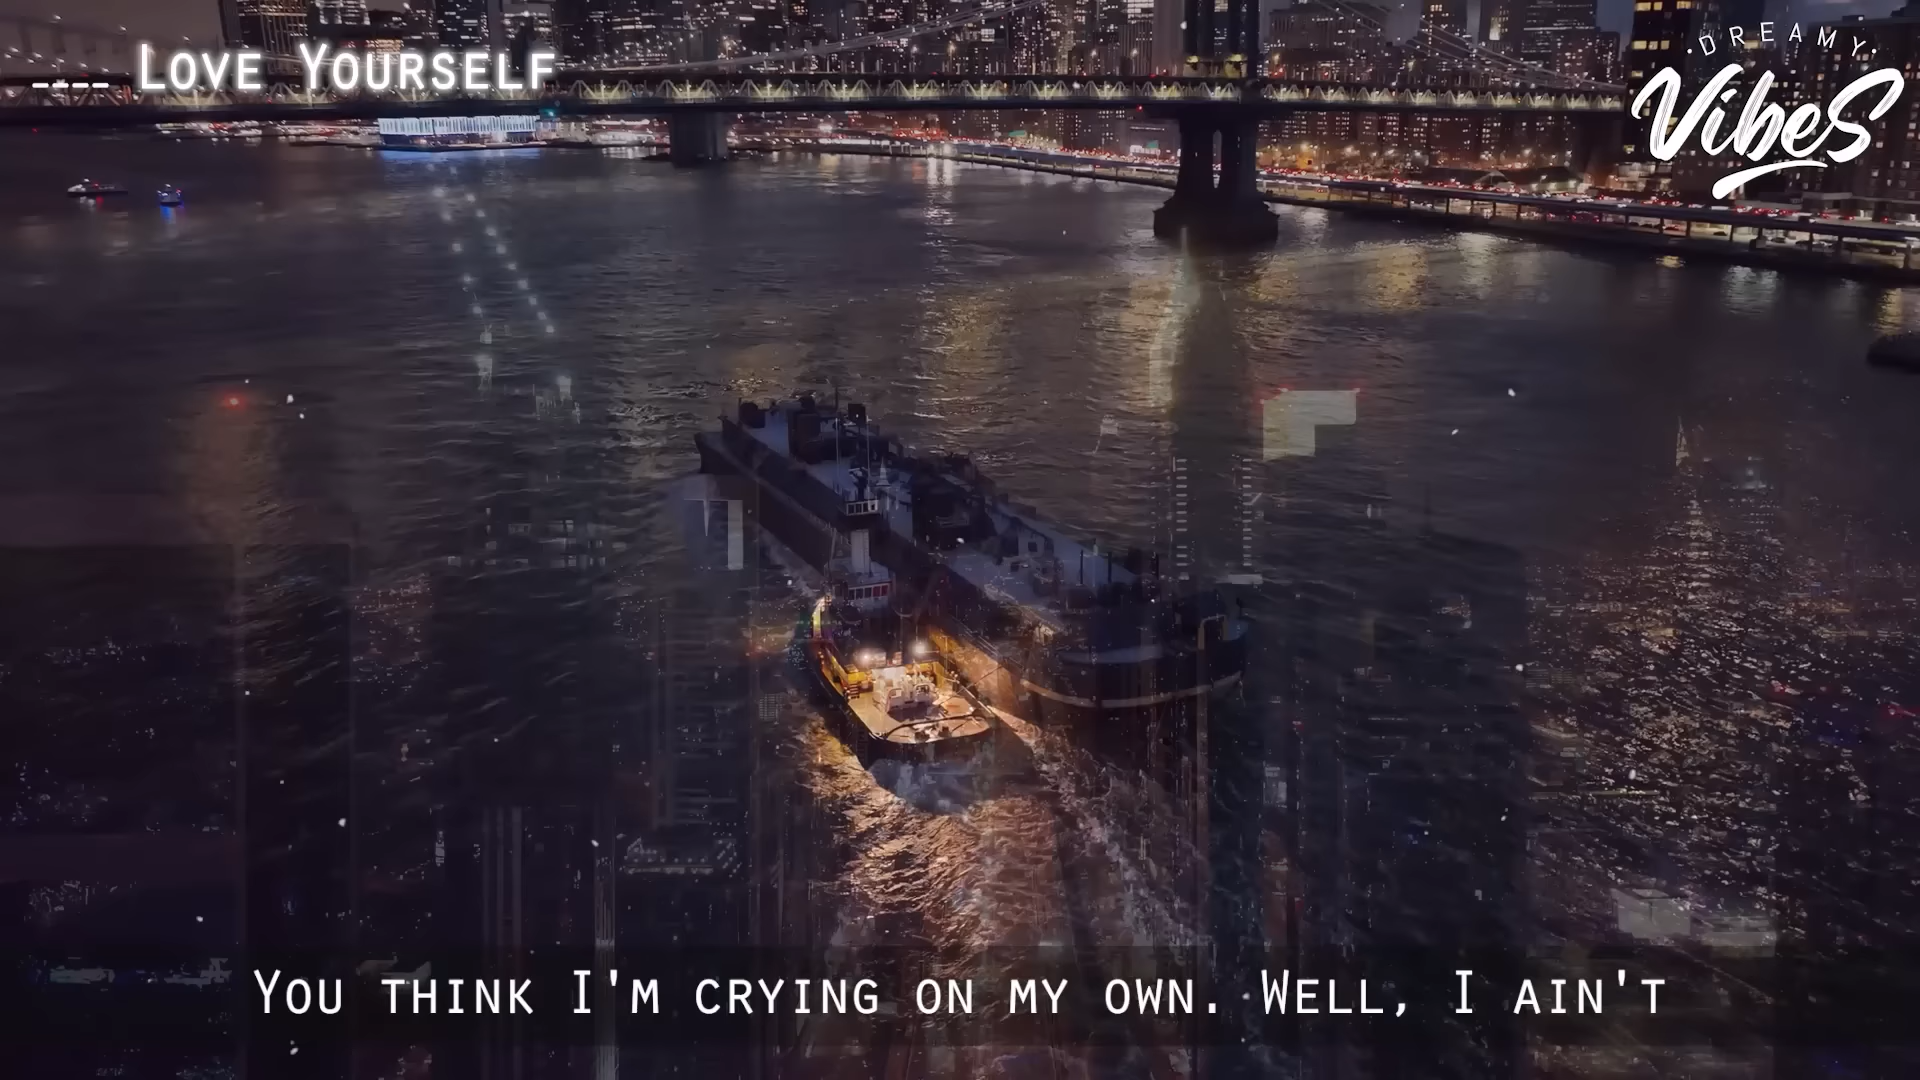 ---- Love Yourself
DREAMY
Vibes
You think I'm crying on my own. Well, I ain't